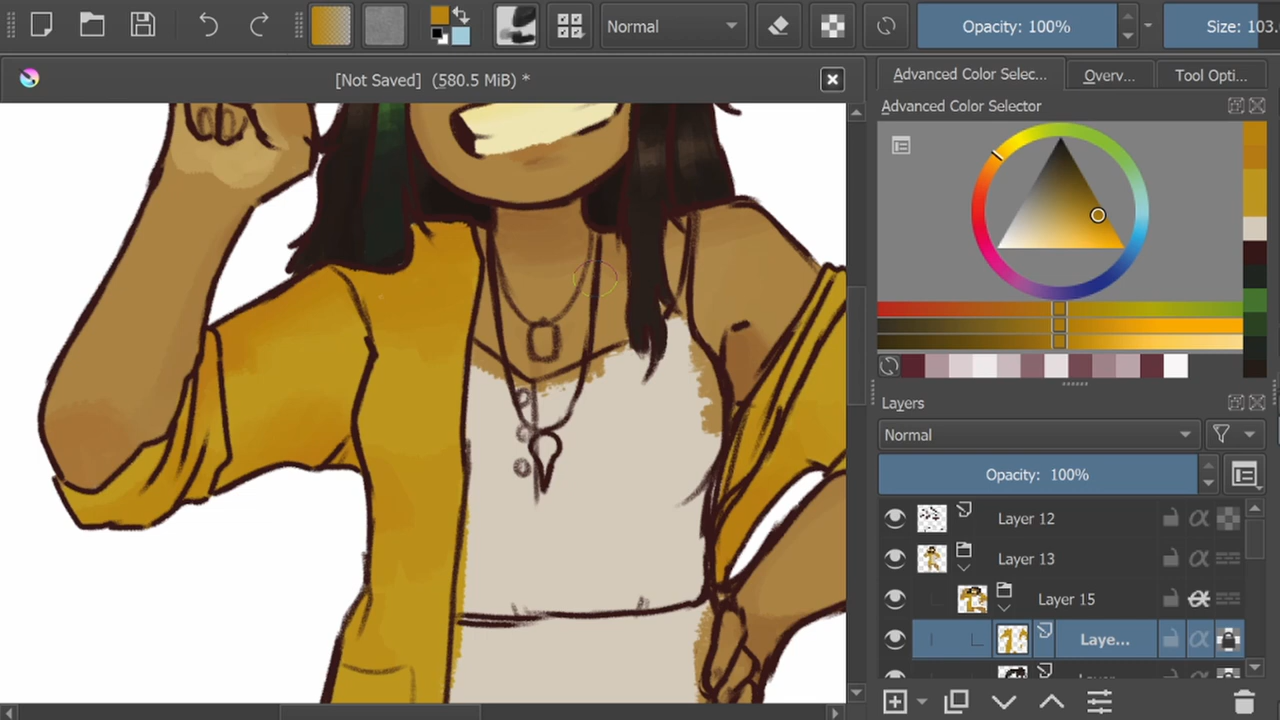 Normal
Opacity: 100%
Size: 103.
[Not Saved] (580.5 MiB) *
Advanced Color Selec...
Overv...
Tool Opti...
Advanced Color Selector
Layers
Normal
Opacity: 100%
Layer 12
Layer 13
Layer 15
Laye...